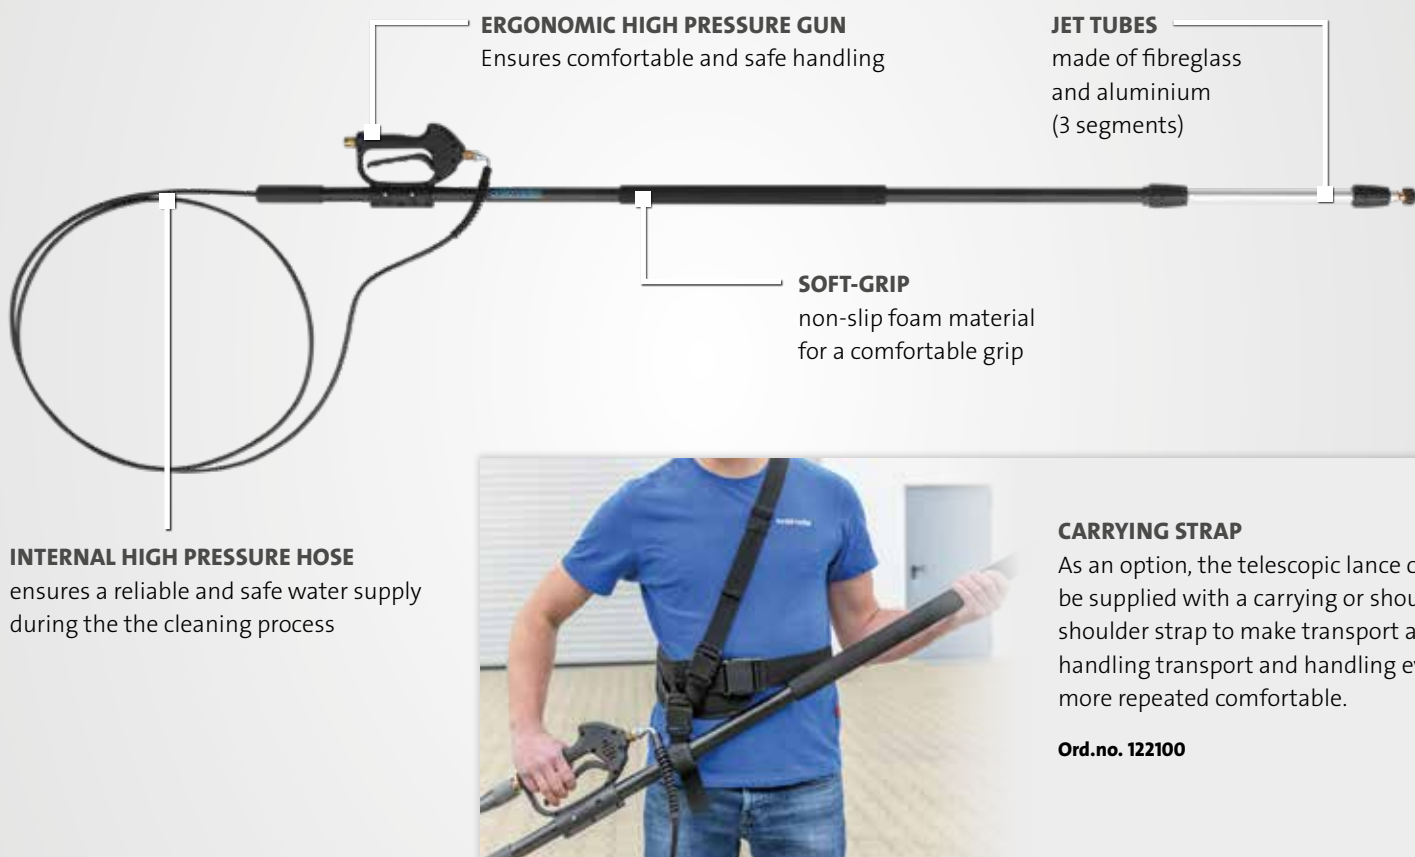 ERGONOMIC HIGH PRESSURE GUN
Ensures comfortable and safe handling
JET TUBES
made of fibreglass
and aluminium
(3 segments)
SOFT-GRIP
non-slip foam material
for a comfortable grip
INTERNAL HIGH PRESSURE HOSE
ensures a reliable and safe water supply
during the the cleaning process
CARRYING STRAP
As an option, the telescopic lance
be supplied with a carrying or
shoulder strap to make transport
handling transport and handling
more repeated comfortable.
Ord.no. 122100